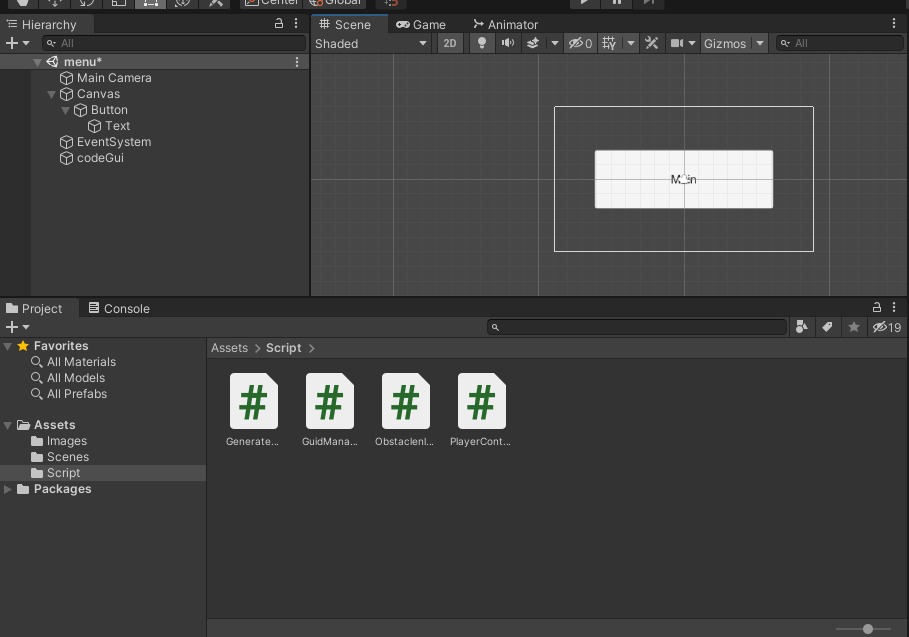 Center Global
Hierarchy
All
menu*
Main Camera
Canvas
Button
Text
EventSystem
codeGui
Scene Game Animator
Shaded 2D 0 Gizmos All
Project Console
19
Favorites
All Materials
All Models
All Prefabs
Assets
Images
Scenes
Script
Packages
Assets > Script >
Generate... GuidMana... ObstaclenI... PlayerCont...